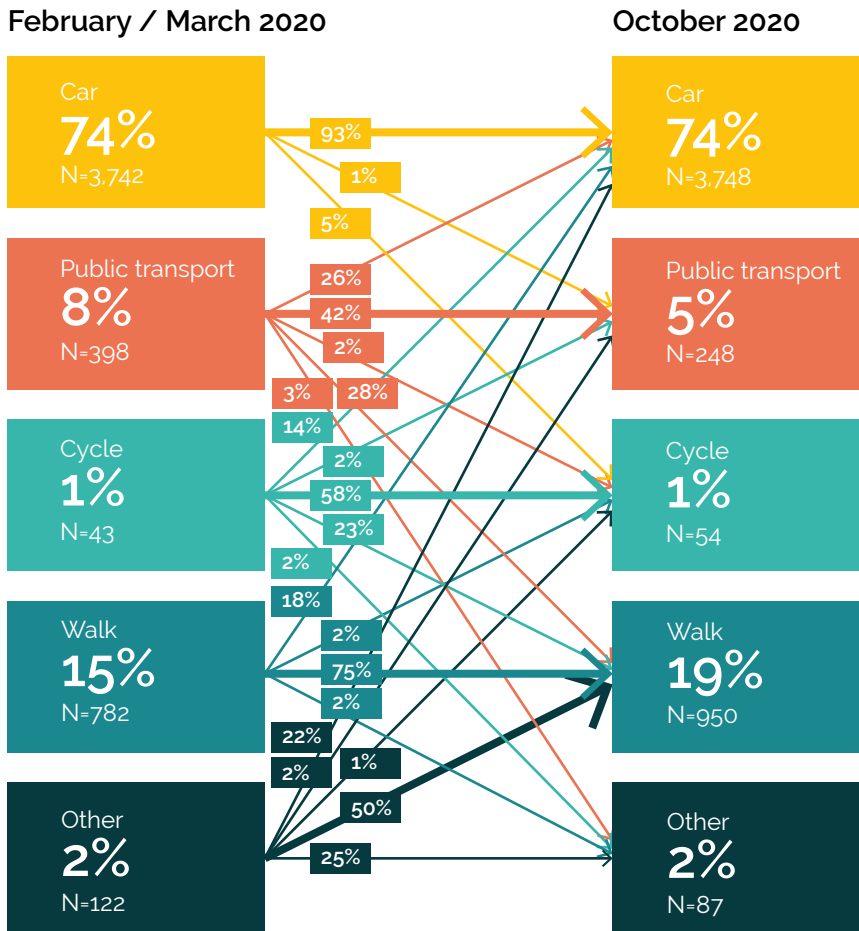 February / March 2020
October 2020
Car
74%
N=3,742
93%
1%
5%
Car
74%
N=3,748
Public transport
8%
N=398
26%
42%
2%
3%
28%
Public transport
5%
N=248
Cycle
1%
N=43
14%
2%
58%
23%
2%
Cycle
1%
N=54
Walk
15%
N=782
18%
2%
75%
2%
Walk
19%
N=950
Other
2%
N=122
22%
2%
1%
50%
25%
Other
2%
N=87